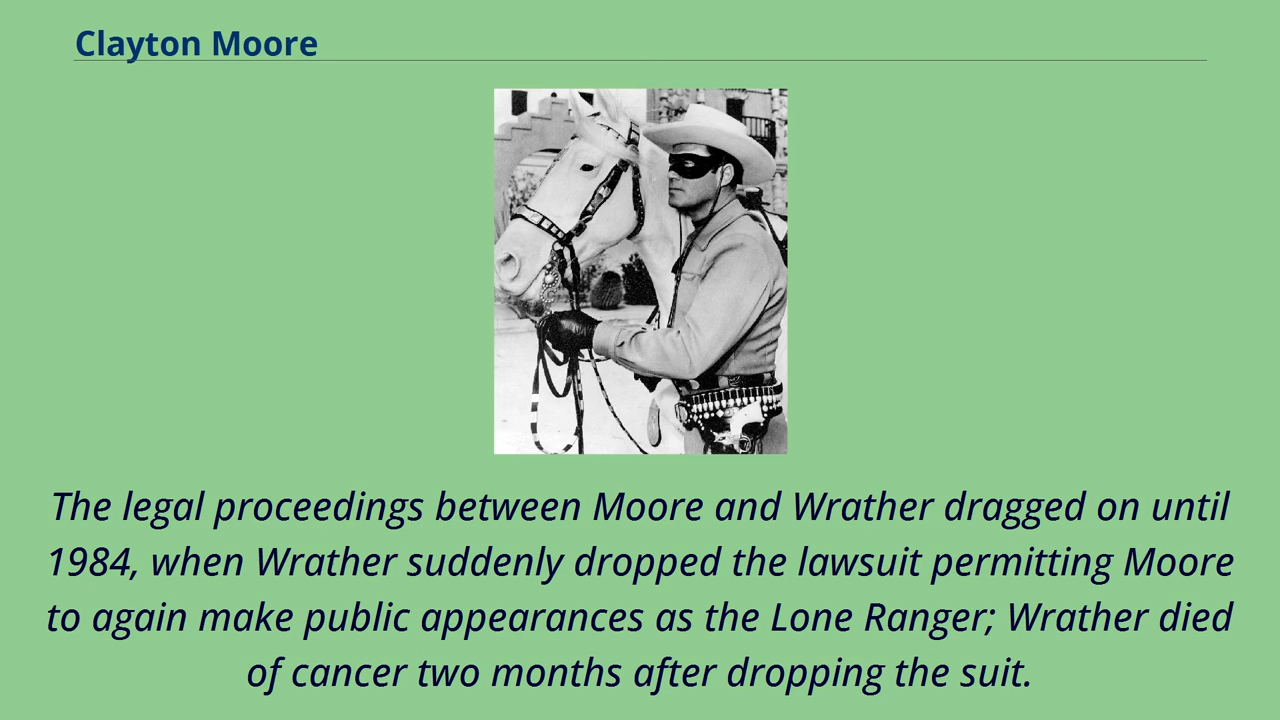 Clayton Moore
The legal proceedings between Moore and Wrather dragged on until
1984, when Wrather suddenly dropped the lawsuit permitting Moore
to again make public appearances as the Lone Ranger; Wrather died
of cancer two months after dropping the suit.